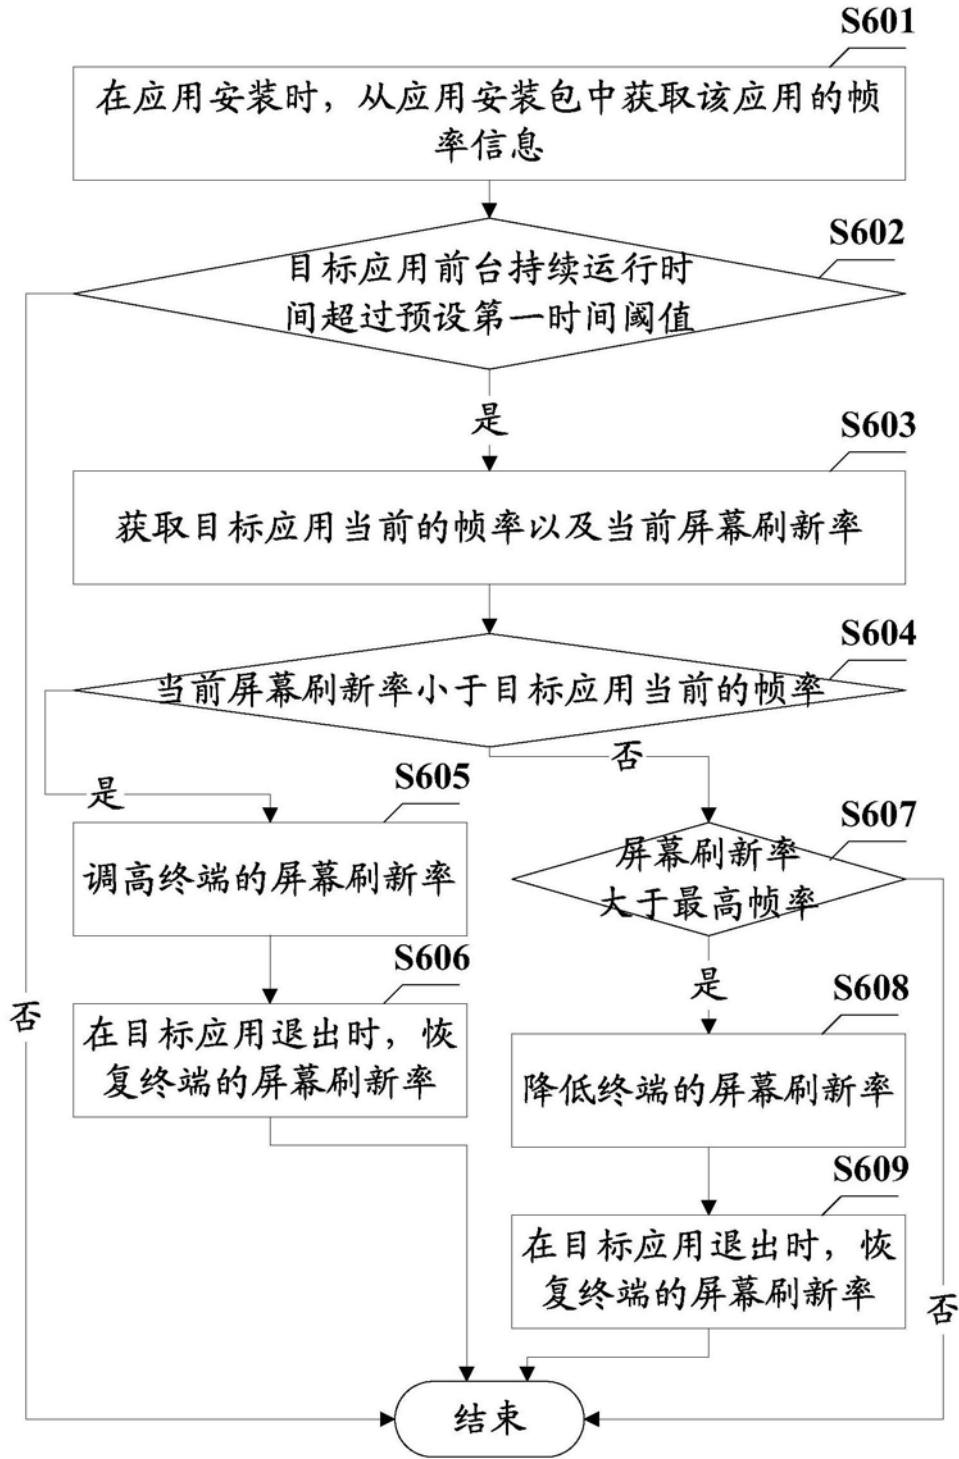 S601
在应用安装时，从应用安装包中获取该应用的帧
率信息
S602
目标应用前台持续运行时
间超过预设第一时间阈值
是
S603
获取目标应用当前的帧率以及当前屏幕刷新率
S604
当前屏幕刷新率小于目标应用当前的帧率
否
是
S605
调高终端的屏幕刷新率
S607
屏幕刷新率
大于最高帧率
S606
在目标应用退出时，恢
复终端的屏幕刷新率
是
否
S608
降低终端的屏幕刷新率
S609
在目标应用退出时，恢
复终端的屏幕刷新率
否
结束